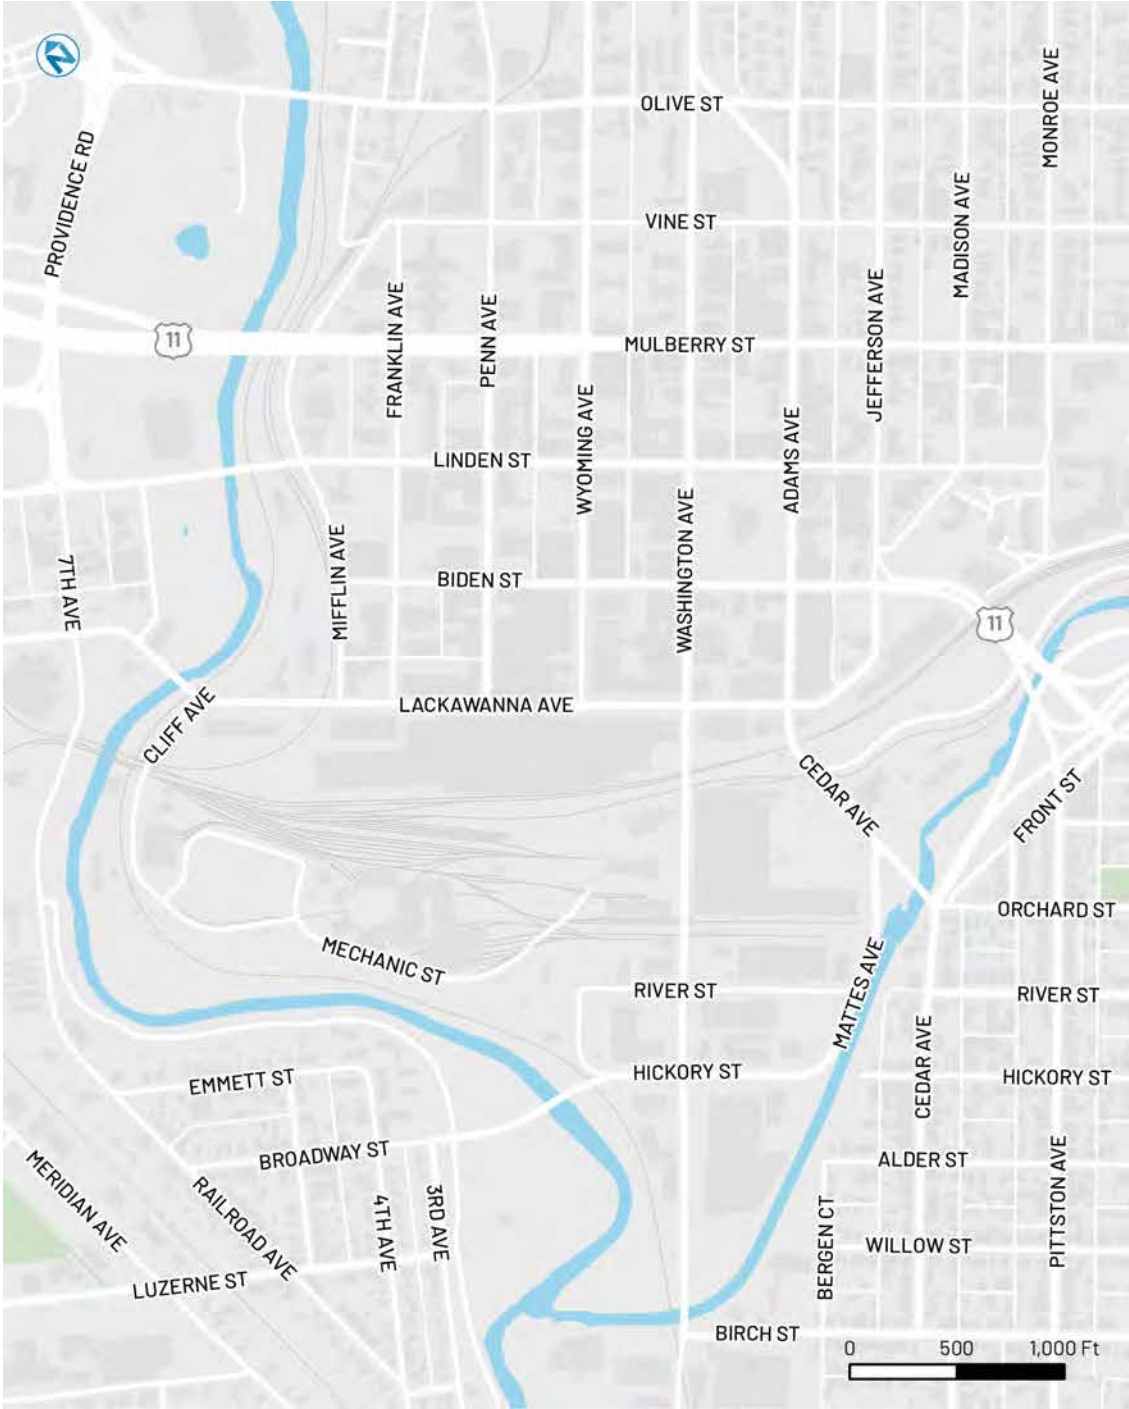 N
OLIVE ST
MONROE AVE
PROVIDENCE RD
MADISON AVE
VINE ST
11
FRANKLIN AVE
PENN AVE
MULBERRY ST
JEFFERSON AVE
WYOMING AVE
ADAMS AVE
LINDEN ST
WASHINGTON AVE
7TH AVE
MIFFLIN AVE
BIDEN ST
11
CLIFF AVE
LACKAWANNA AVE
CEDAR AVE
FRONT ST
ORCHARD ST
MECHANIC ST
MATTES AVE
RIVER ST
RIVER ST
EMMETT ST
HICKORY ST
CEDAR AVE
HICKORY ST
BROADWAY ST
ALDER ST
MERIDIAN AVE
RAILROAD AVE
4TH AVE
3RD AVE
BERGEN CT
WILLOW ST
PITTSTON AVE
LUZERNE ST
BIRCH ST
0 500 1,000 Ft